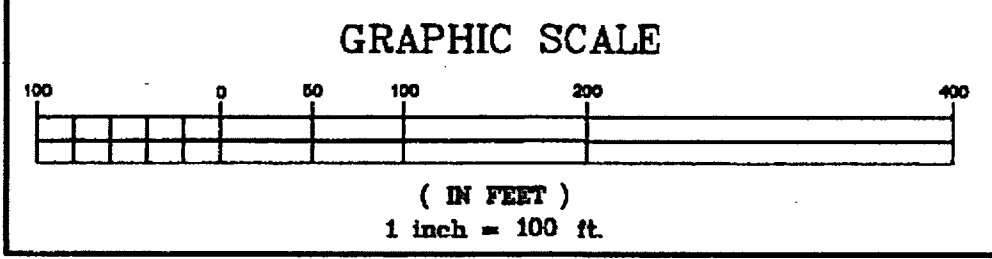 GRAPHIC SCALE
100 0 50 100 200 400
( IN FEET )
1 inch = 100 ft.